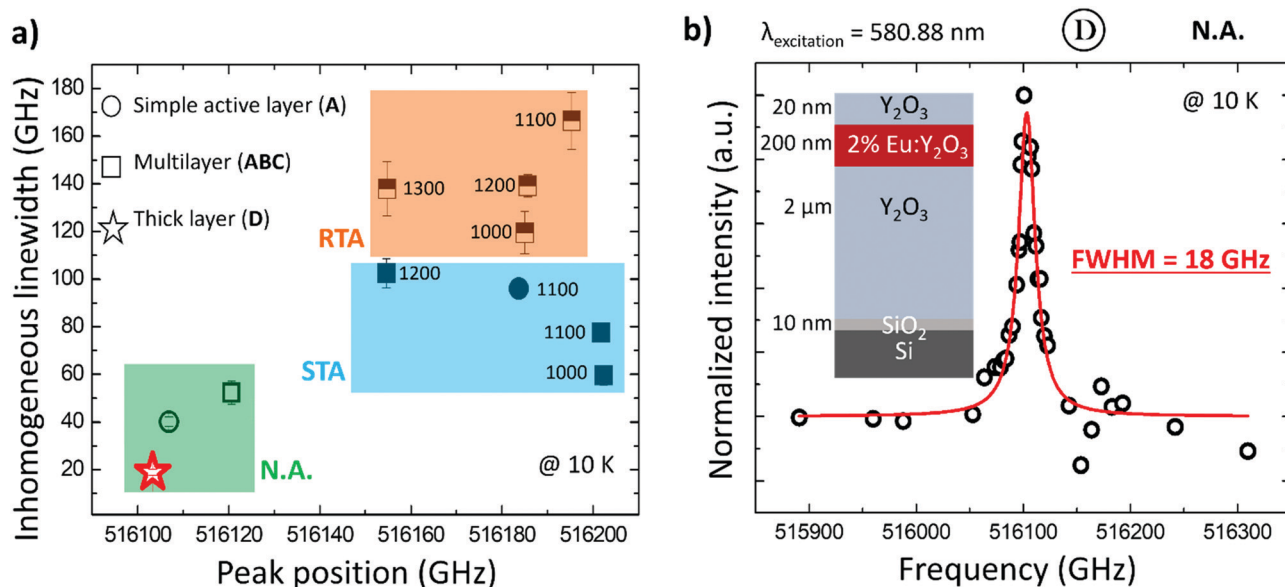 a)
Inhomogeneous linewidth (GHz)
180
160
140
120
100
80
60
40
20
Simple active layer (A)
Multilayer (ABC)
Thick layer (D)
1100
1300
1200
1000
RTA
1200
1100
1100
STA
1000
N.A.
@ 10 K
516100
516120
516140
516160
516180
516200
Peak position (GHz)
b)
λexcitation = 580.88 nm
D
N.A.
Normalized intensity (a.u.)
@ 10 K
20 nm
Y2O3
200 nm
2% Eu:Y2O3
2 µm
Y2O3
FWHM = 18 GHz
10 nm
SiO2
Si
515900
516000
516100
516200
516300
Frequency (GHz)